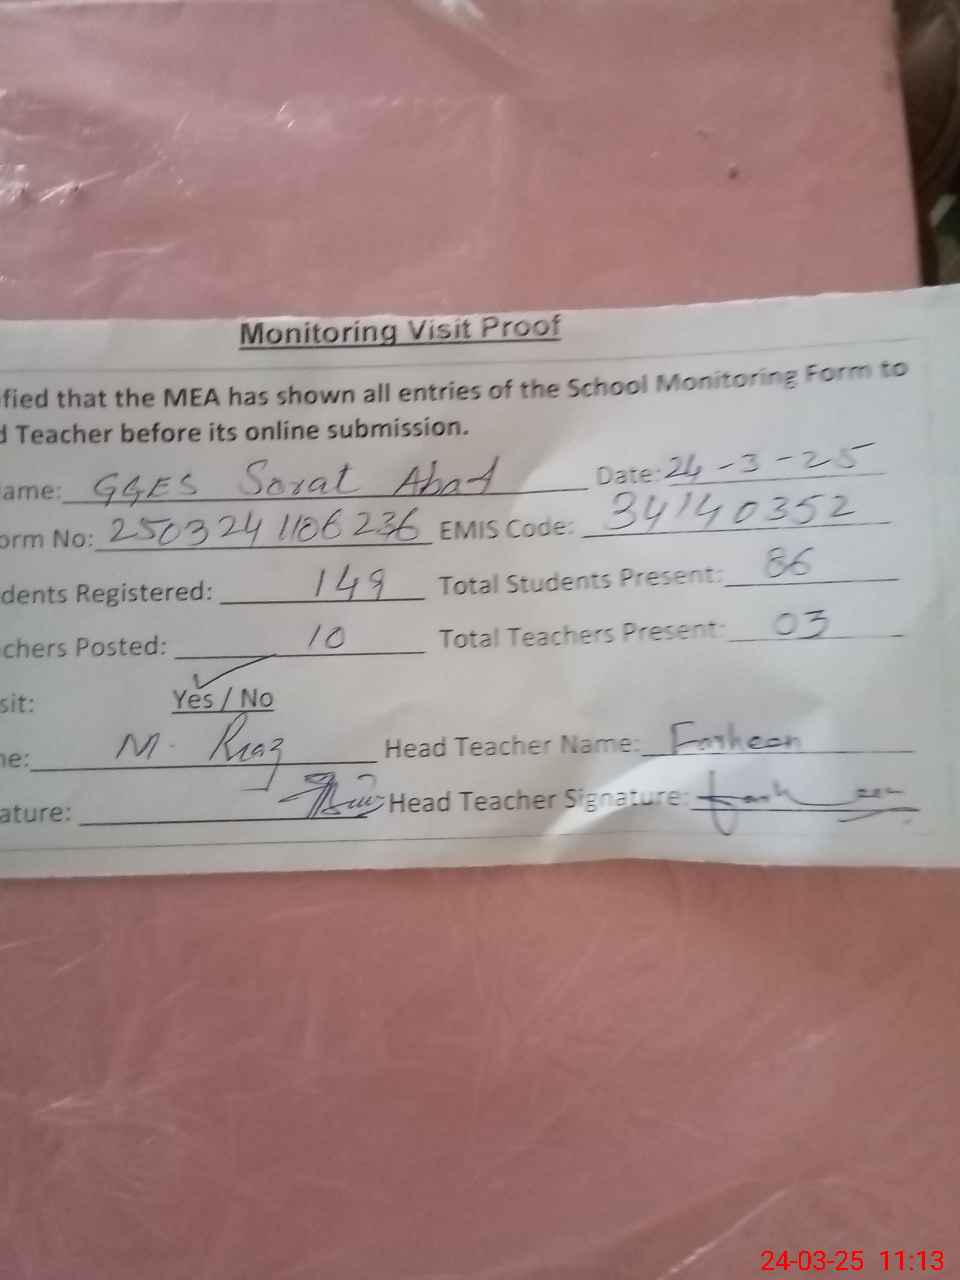 Monitoring Visit Proof
fied that the MEA has shown all entries of the School Monitoring Form to
d Teacher before its online submission.
ame: GGES Sorat Abad Date: 24-3-25
orm No: 2503241106236 EMIS Code: 34140352
dents Registered: 149 Total Students Present: 86
chers Posted: 10 Total Teachers Present: 03
sit: Yes / No
ne: M. Riaz Head Teacher Name: Farheen
ature: Head Teacher Signature: Farheen
24-03-25 11:13